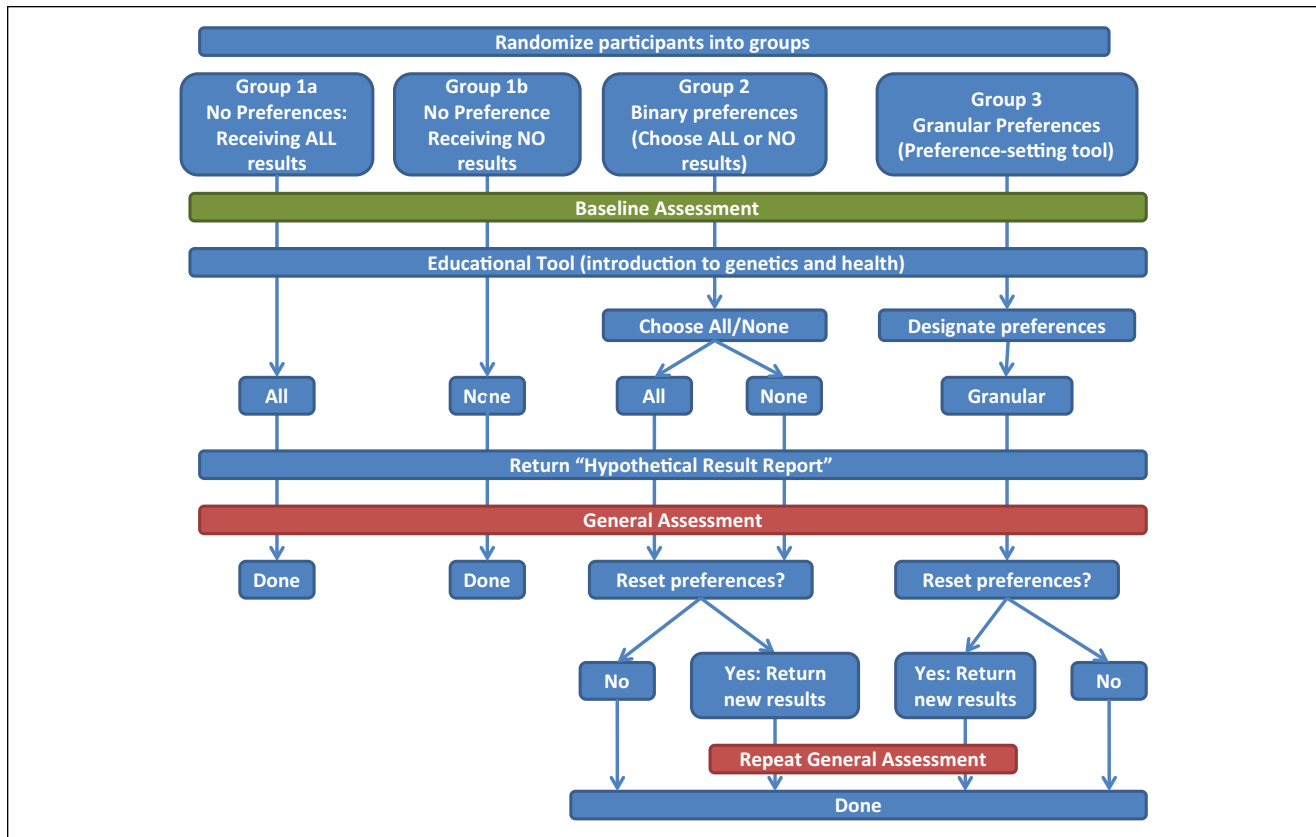 Randomize participants into groups
Group 1a
No Preferences:
Receiving ALL
results
Group 1b
No Preference
Receiving NO
results
Group 2
Binary preferences
(Choose ALL or NO
results)
Group 3
Granular Preferences
(Preference-setting tool)
Baseline Assessment
Educational Tool (introduction to genetics and health)
Choose All/None
Designate preferences
All
None
All
None
Granular
Return “Hypothetical Result Report”
General Assessment
Done
Done
Reset preferences?
Reset preferences?
No
Yes: Return
new results
Yes: Return
new results
No
Repeat General Assessment
Done